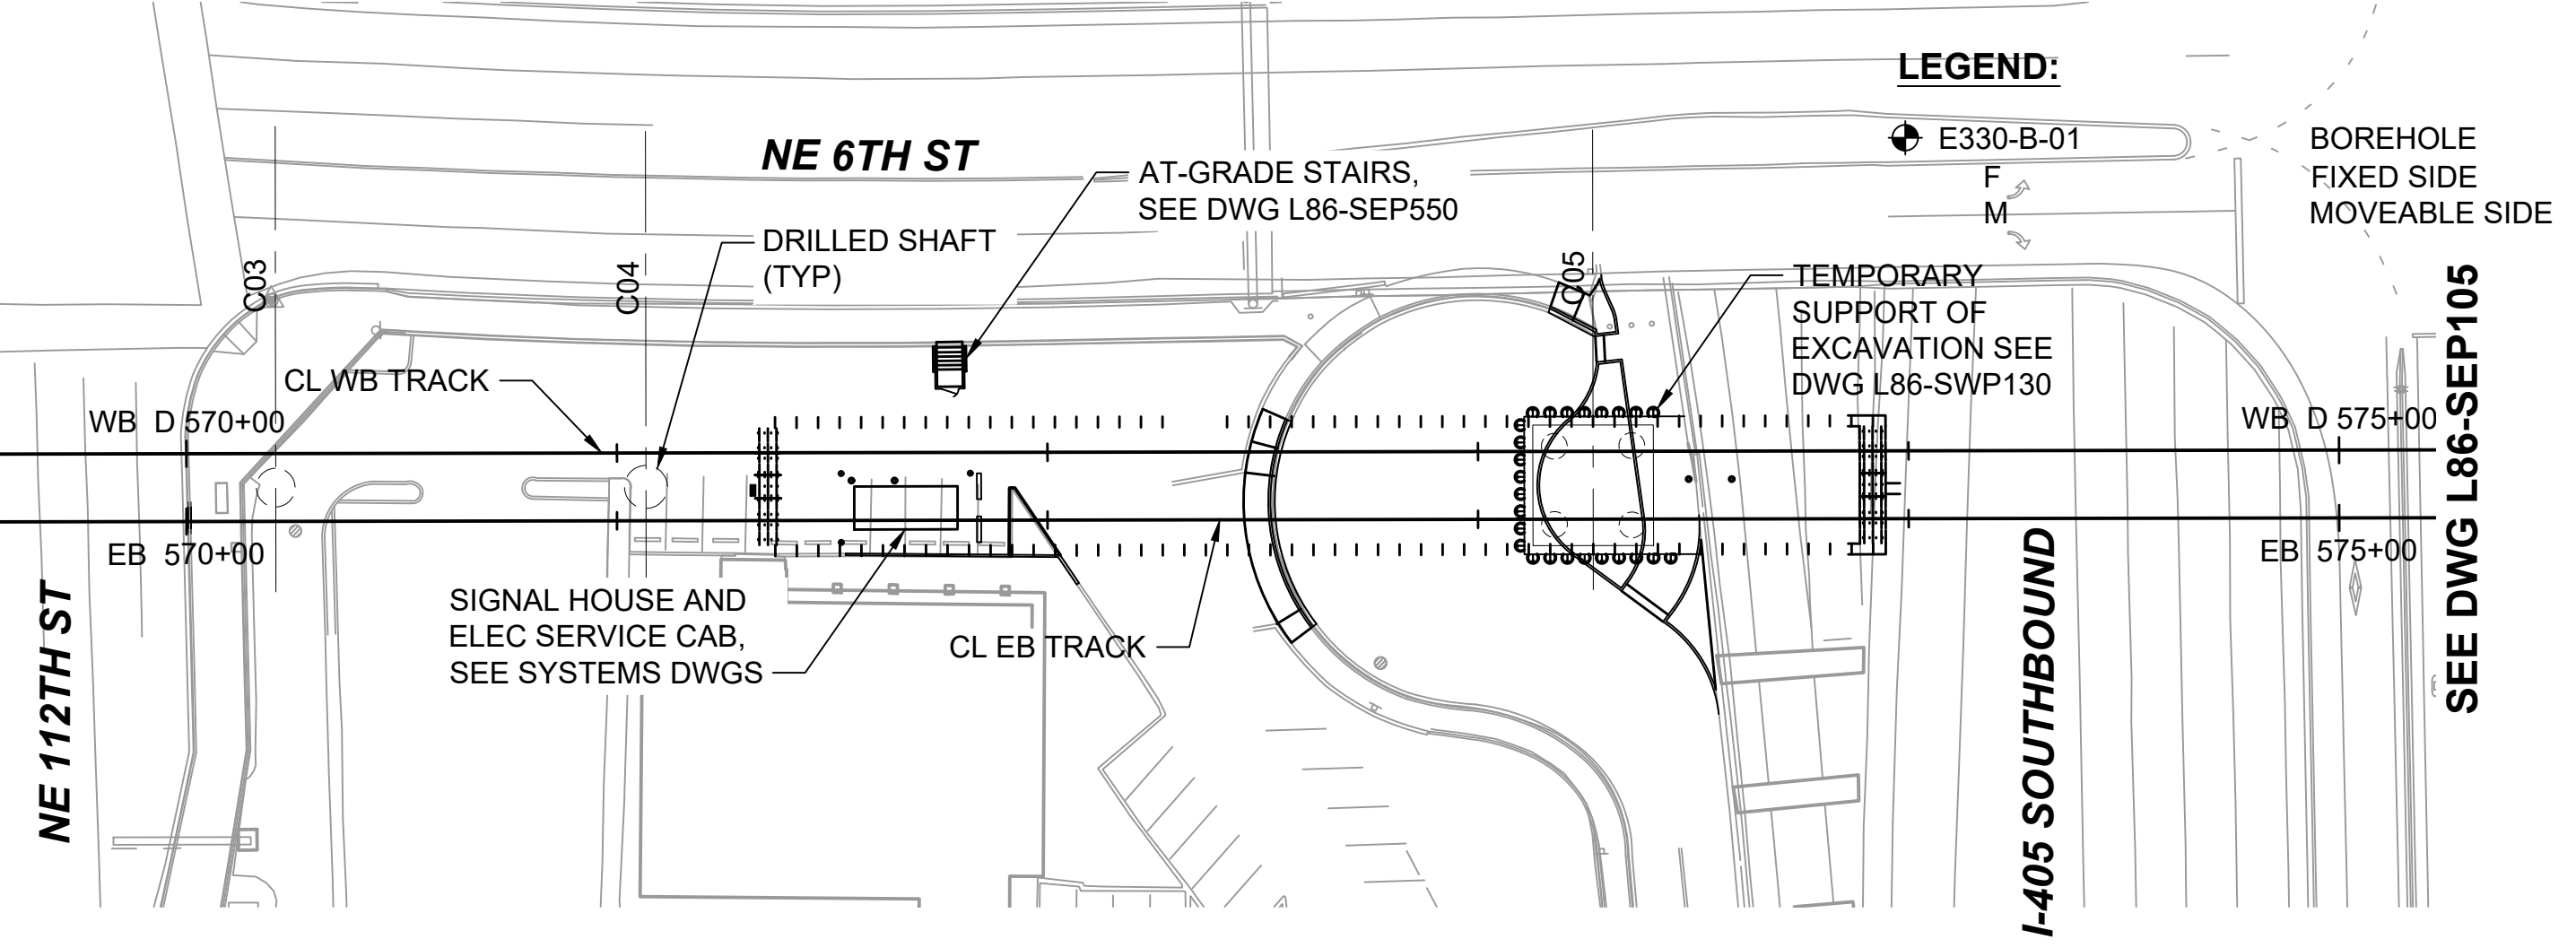 LEGEND:
E330-B-01 BOREHOLE
F FIXED SIDE
M MOVEABLE SIDE
NE 6TH ST
AT-GRADE STAIRS,
SEE DWG L86-SEP550
DRILLED SHAFT
(TYP)
C03
C04
C05
TEMPORARY
SUPPORT OF
EXCAVATION SEE
DWG L86-SWP130
CL WB TRACK
WB D 570+00
WB D 575+00
EB 570+00
EB 575+00
SIGNAL HOUSE AND
ELEC SERVICE CAB,
SEE SYSTEMS DWGS
CL EB TRACK
NE 112TH ST
I-405 SOUTHBOUND
SEE DWG L86-SEP105